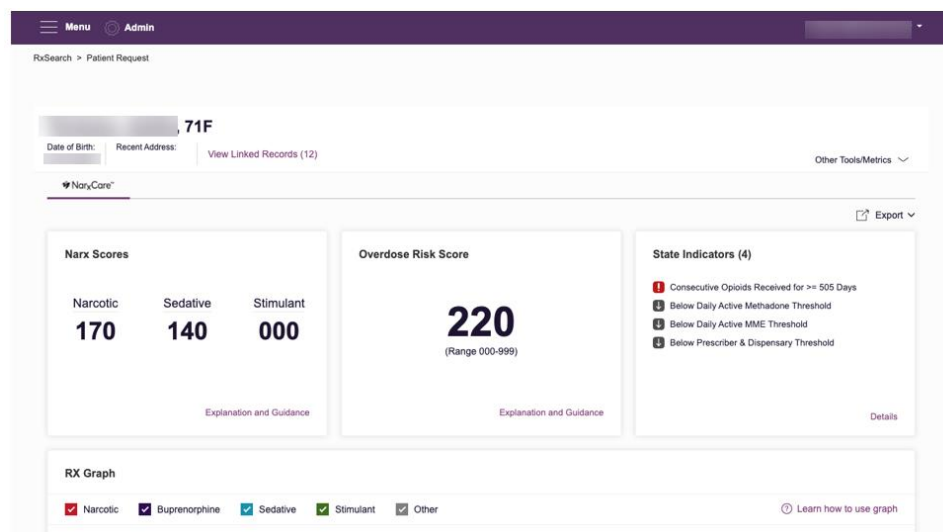 Menu Admin
RxSearch > Patient Request
, 71F
Date of Birth: Recent Address: View Linked Records (12)
Other Tools/Metrics
NarxCare™
Export
Narx Scores
Narcotic Sedative Stimulant
170 140 000
Explanation and Guidance
Overdose Risk Score
220
(Range 000-999)
Explanation and Guidance
State Indicators (4)
Consecutive Opioids Received for >= 505 Days
Below Daily Active Methadone Threshold
Below Daily Active MME Threshold
Below Prescriber & Dispensary Threshold
Details
RX Graph
Narcotic Buprenorphine Sedative Stimulant Other
Learn how to use graph